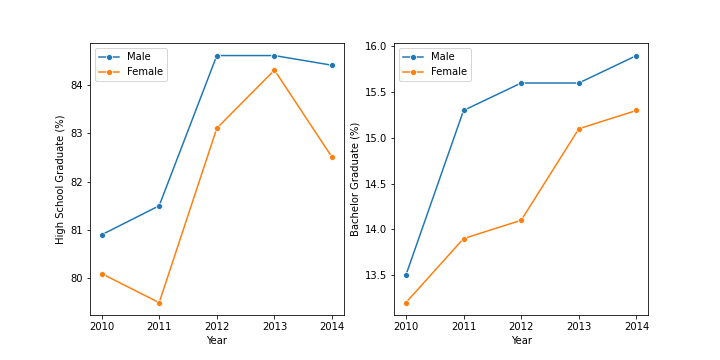 Male
Female
High School Graduate (%)
84
83
82
81
80
2010 2011 2012 2013 2014
Year
Male
Female
Bachelor Graduate (%)
16.0
15.5
15.0
14.5
14.0
13.5
2010 2011 2012 2013 2014
Year